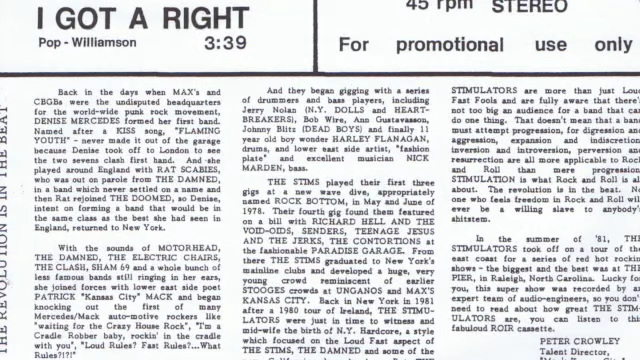 I GOT A RIGHT
Pop - Williamson 3:39
45 rpm STEREO
For promotional use only
THE REVOLUTION IS IN THE BEAT
Back in the days when MAX's and
CBGBs were the undisputed headquarters
for the world-wide punk rock movement,
DENISE MERCEDES formed her first band.
Named after a KISS song, "FLAMING
YOUTH" - never made it out of the garage
because Denise took off to London to see
the two sevens clash first hand. And she
played around England with RAT SCABIES,
who was out on parole from THE DAMNED,
in a band which never settled on a name and
then Rat rejoined THE DOOMED, so Denise,
intent on forming a band that would be in
the same class as the best she had seen in
England, returned to New York.
With the sounds of MOTORHEAD,
THE DAMNED, THE ELECTRIC CHAIRS,
THE CLASH, SHAM 69 and a whole bunch of
less famous bands still ringing in her ears,
she joined forces with lower east side poet
PATRICK "Kansas City" MACK and began
knocking out the first of many
Mercedes/Mack auto-motive rockers like
"waiting for the Crazy House Rock", "I'm a
Cradle Robber baby, rockin' in the cradle
with you", "Loud Rules? Fast Rules?...What
Rules?!?!"
And they began gigging with a series
of drummers and bass players, including
Jerry Nolan (N.Y. DOLLS and HEART-
BREAKERS), Bob Wire, Ann Gustavasson,
Johnny Blitz (DEAD BOYS) and finally 11
year old boy wonder HARLEY FLANAGAN,
drums, and lower east side artist, "fashion
plate" and excellent musician NICK
MARDEN, bass.
THE STIMS played their first three
gigs at a new wave dive, appropriately
named ROCK BOTTOM, in May and June of
1978. Their fourth gig found them featured
on a bill with RICHARD HELL AND THE
VOID-OIDS, SENDERS, TEENAGE JESUS
AND THE JERKS, THE CONTORTIONS at
the fashionable PARADISE GARAGE. From
there THE STIMS graduated to New York's
mainline clubs and developed a huge, very
young crowd reminiscent of earlier
STOOGES crowds at UNGANOS and MAX'S
KANSAS CITY. Back in New York in 1981
after a 1980 tour of Ireland, THE STIMU-
LATORS were just in time to witness and
mid-wife the birth of N.Y. Hardcore, a style
which focused on the Loud Fast aspect of
THE STIMS, THE DAMNED and some of the
STIMULATORS are more than just Loud
Fast Fools and are fully aware that there's
not too big an audience for a band that can
do one thing. That doesn't mean that a band
must attempt progression, for digression and
aggression, expansion and indiscretion,
inversion and introversion, perversion and
resurrection are all more applicable to Rock
and Roll than mere progression.
STIMULATION is what Rock and Roll is all
about. The revolution is in the beat. No
one who feels freedom in Rock and Roll will
ever be a willing slave to anybody's
shitstem.
In the summer of '81, THE
STIMULATORS took off on a tour of the
east coast for a series of red hot rocking
shows - the biggest and the best was at THE
PIER, in Raleigh, North Carolina. Lucky for
you, this super show was recorded by an
expert team of audio-engineers, so you don't
need to read about how great THE STIM-
ULATORS are, you can listen to this
fabuloud ROIR cassette.
PETER CROWLEY
Talent Director,